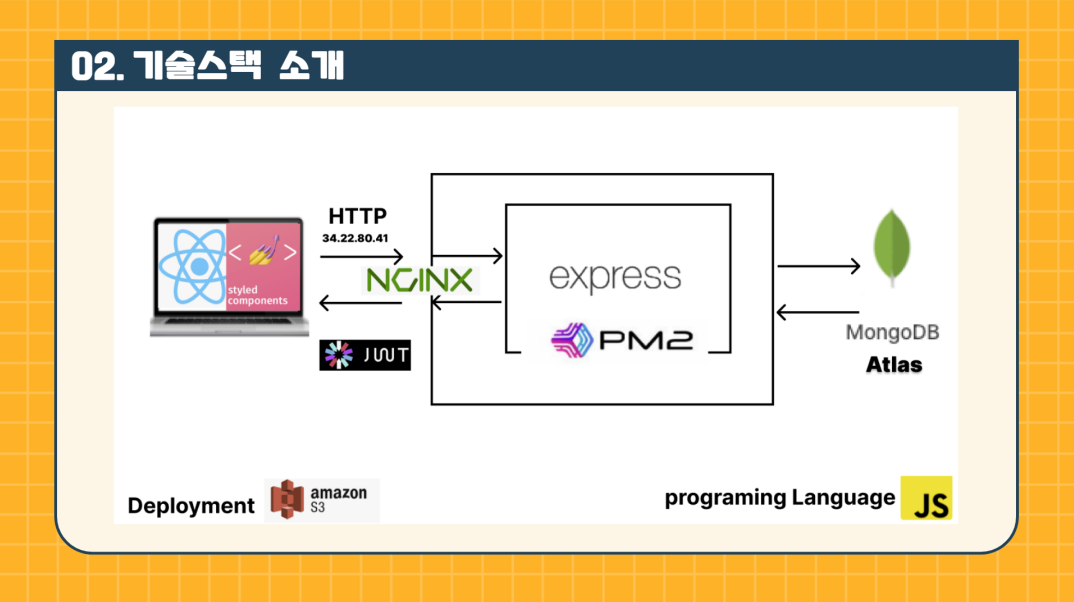 02. 기술스택 소개
HTTP
34.22.80.41
NGINX
< >
styled
components
JWT
express
PM2
MongoDB
Atlas
Deployment
amazon
S3
programing Language
JS